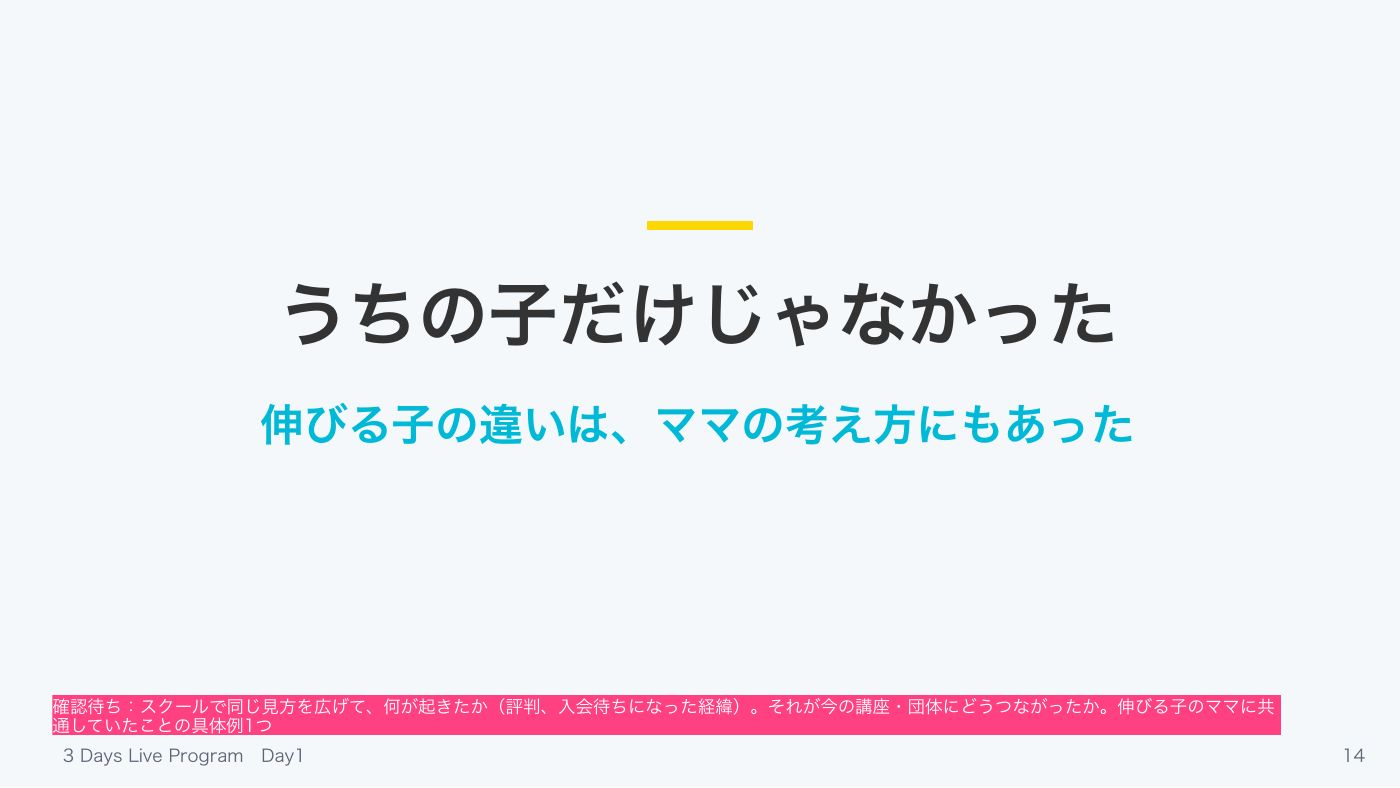 うちの子だけじゃなかった
伸びる子の違いは、ママの考え方にもあった
確認待ち：スクールで同じ見方を広げて、何が起きたか（評判、入会待ちになった経緯）。それが今の講座・団体にどうつながったか。伸びる子のママに共
通していたことの具体例1つ
3 Days Live Program　Day1
14